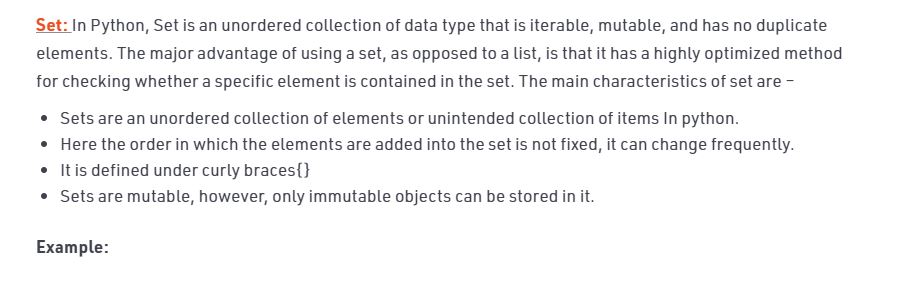 Set: In Python, Set is an unordered collection of data type that is iterable, mutable, and has no duplicate
elements. The major advantage of using a set, as opposed to a list, is that it has a highly optimized method
for checking whether a specific element is contained in the set. The main characteristics of set are –
• Sets are an unordered collection of elements or unintended collection of items In python.
• Here the order in which the elements are added into the set is not fixed, it can change frequently.
• It is defined under curly braces{}
• Sets are mutable, however, only immutable objects can be stored in it.
Example: